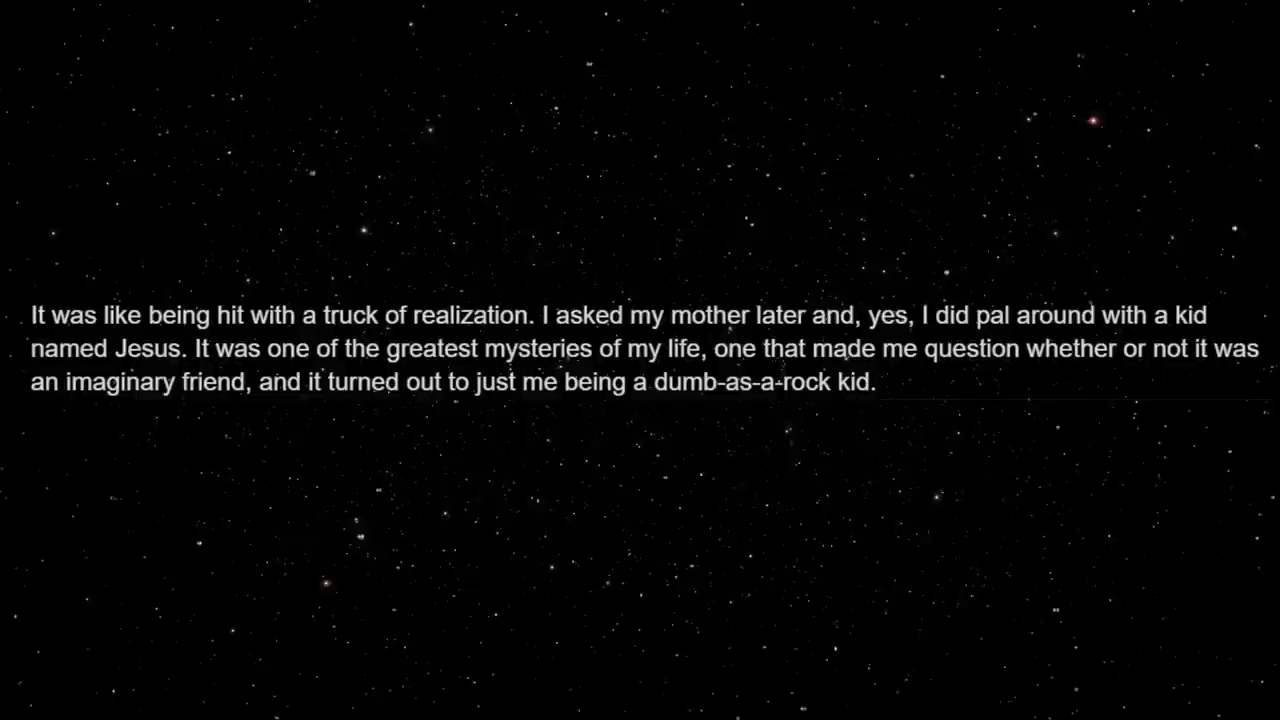 It was like being hit with a truck of realization. I asked my mother later and, yes, I did pal around with a kid
named Jesus. It was one of the greatest mysteries of my life, one that made me question whether or not it was
an imaginary friend, and it turned out to just me being a dumb-as-a-rock kid.